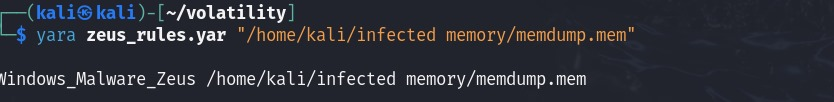 (kali㉿kali)-[~/volatility]
$ yara zeus_rules.yar "/home/kali/infected memory/memdump.mem"
Windows_Malware_Zeus /home/kali/infected memory/memdump.mem